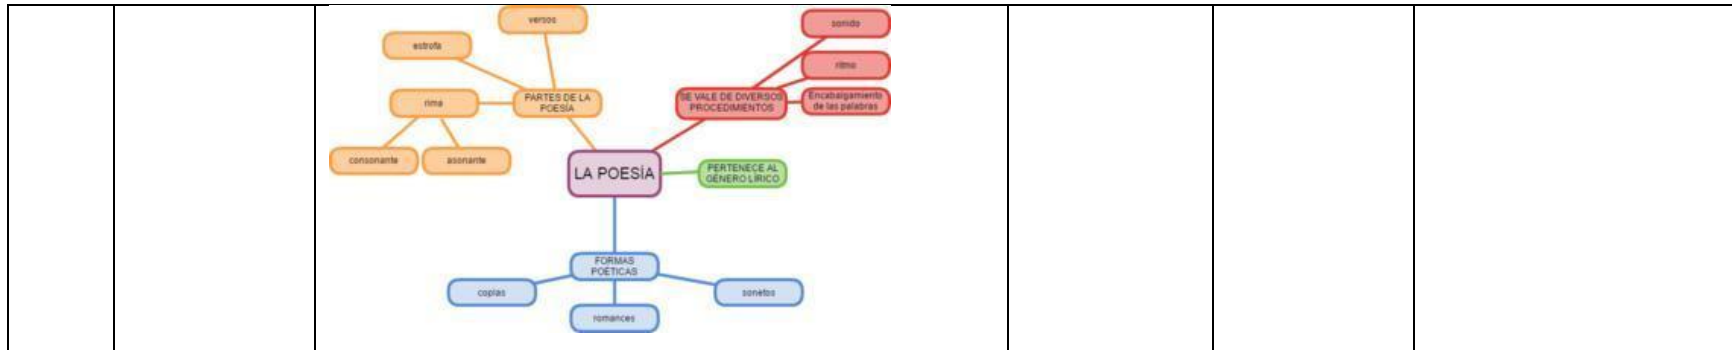 versos
estrofa
rima
consonante
asonante
PARTES DE LA
POESÍA
sonido
ritmo
Encabalgamiento
de las palabras
SE VALE DE DIVERSOS
PROCEDIMIENTOS
LA POESÍA
PERTENECE AL
GÉNERO LÍRICO
FORMAS
POÉTICAS
coplas
romances
sonetos